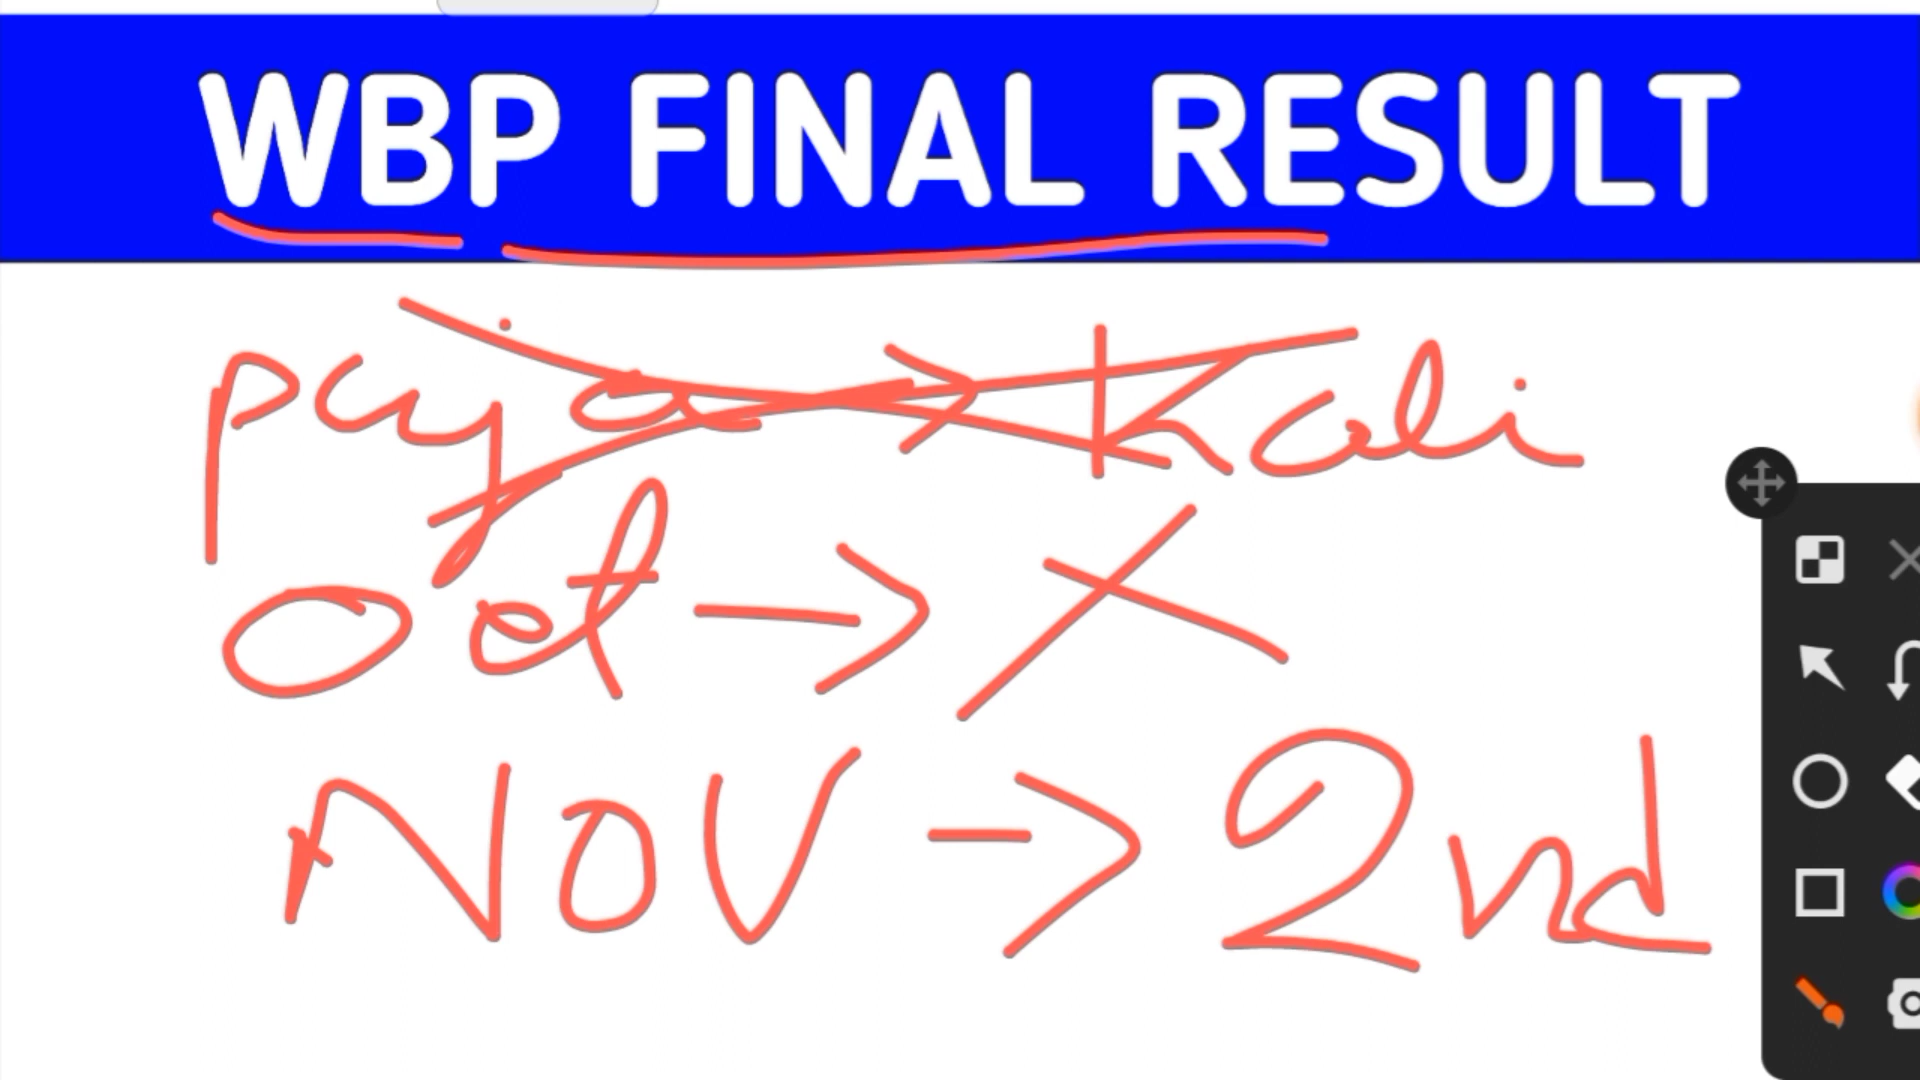 WBP FINAL RESULT
puja → Kali
Oct → X
NOV → 2nd